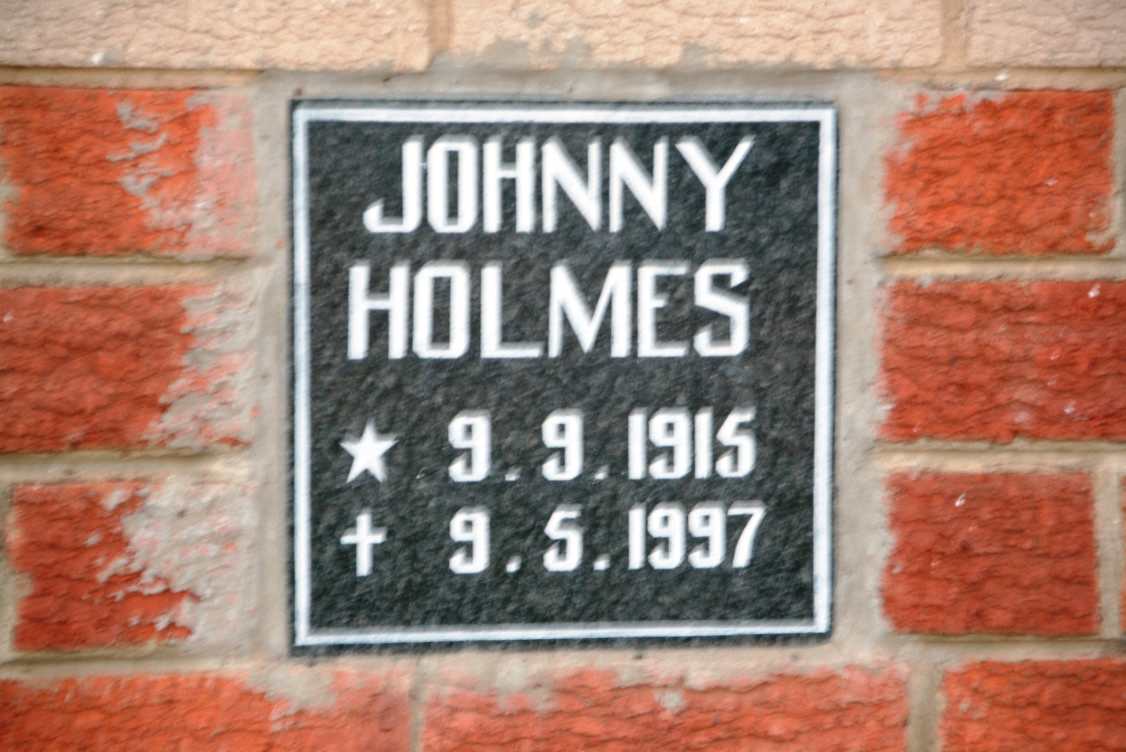 JOHNNY
HOLMES
★ 9.9.1915
✝ 9.5.1997